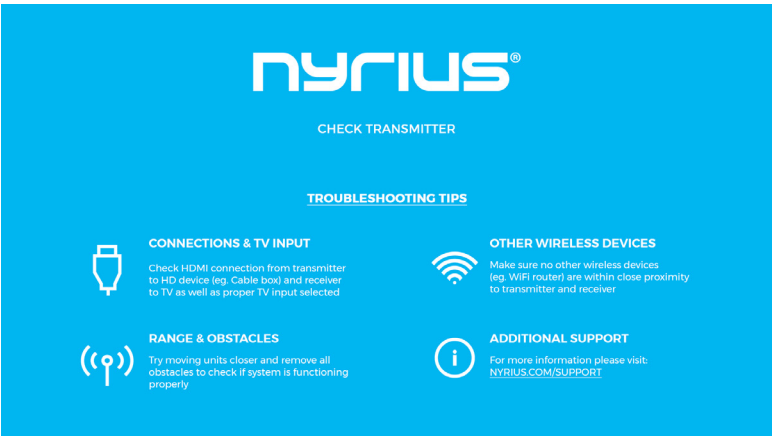 nyrius®
CHECK TRANSMITTER
TROUBLESHOOTING TIPS
CONNECTIONS & TV INPUT
Check HDMI connection from transmitter
to HD device (eg. Cable box) and receiver
to TV as well as proper TV input selected
OTHER WIRELESS DEVICES
Make sure no other wireless devices
(eg. WiFi router) are within close proximity
to transmitter and receiver
RANGE & OBSTACLES
Try moving units closer and remove all
obstacles to check if system is functioning
properly
ADDITIONAL SUPPORT
For more information please visit:
NYRIUS.COM/SUPPORT